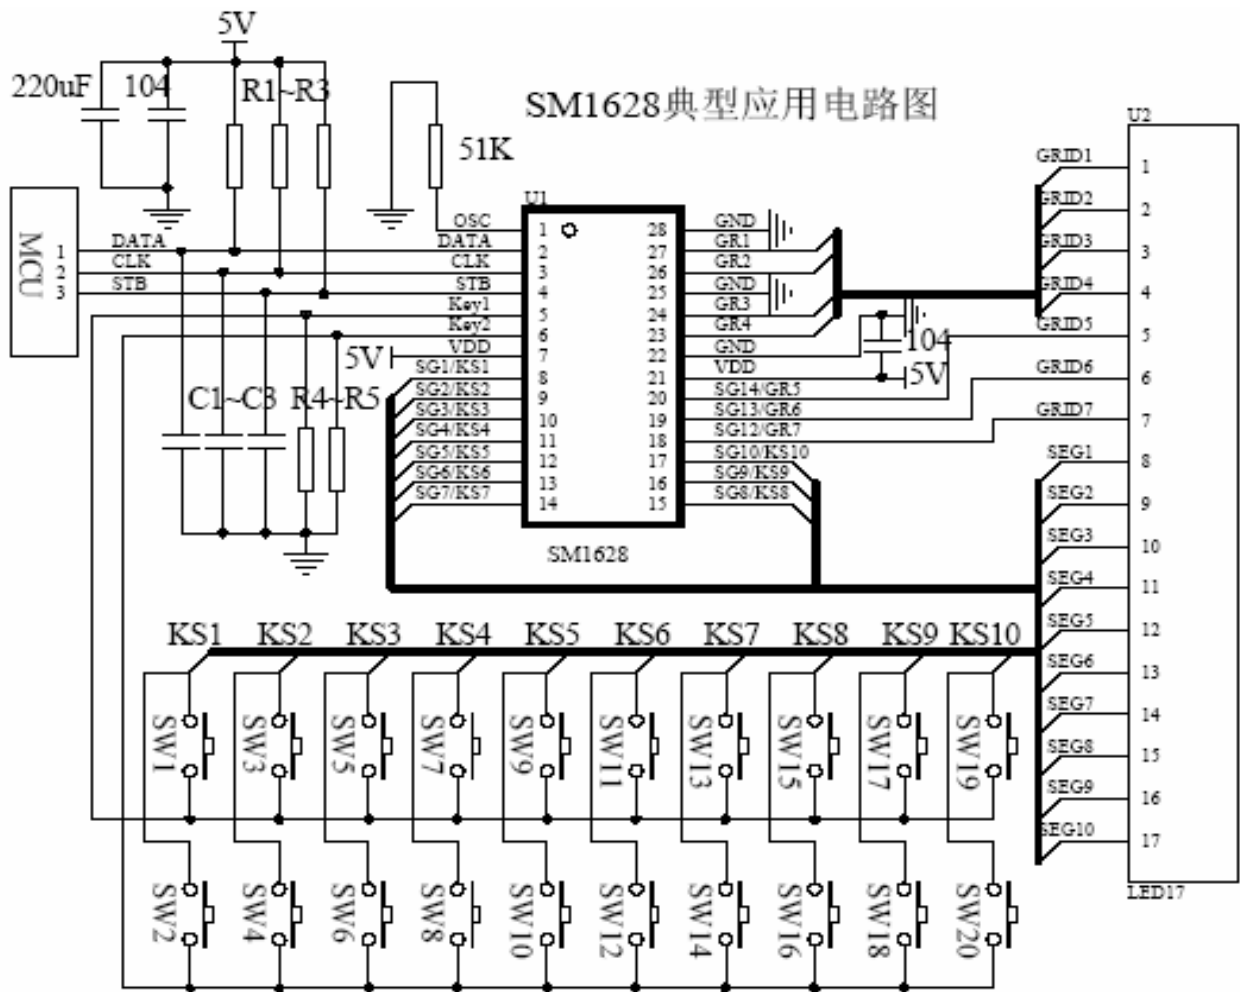 SM1628典型应用电路图
5V
220uF
104
R1~R3
51K
MCU
1 DATA
2 CLK
3 STB
U1
OSC 1
DATA 2
CLK 3
STB 4
Key1 5
Key2 6
5V VDD 7
SG1/KS1 8
SG2/KS2 9
SG3/KS3 10
SG4/KS4 11
SG5/KS5 12
SG6/KS6 13
SG7/KS7 14
28 GND
27 GR1
26 GR2
25 GND
24 GR3
23 GR4
22 GND
21 VDD
20 SG14/GR5
19 SG13/GR6
18 SG12/GR7
17 SG10/KS10
16 SG9/KS9
15 SG8/KS8
SM1628
104
5V
C1~C3
R4~R5
U2
GRID1 1
GRID2 2
GRID3 3
GRID4 4
GRID5 5
GRID6 6
GRID7 7
SEG1 8
SEG2 9
SEG3 10
SEG4 11
SEG5 12
SEG6 13
SEG7 14
SEG8 15
SEG9 16
SEG10 17
LED17
KS1 KS2 KS3 KS4 KS5 KS6 KS7 KS8 KS9 KS10
SW1 SW3 SW5 SW7 SW9 SW11 SW13 SW15 SW17 SW19
SW2 SW4 SW6 SW8 SW10 SW12 SW14 SW16 SW18 SW20